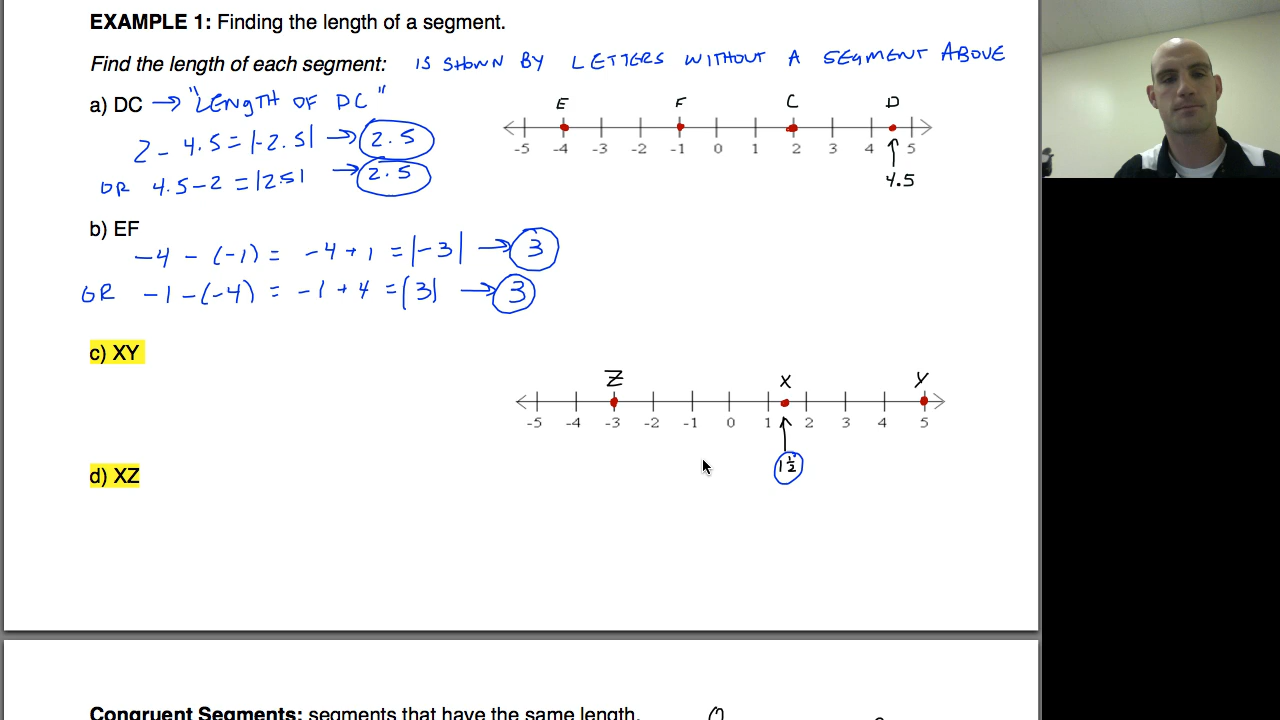 EXAMPLE 1: Finding the length of a segment.
Find the length of each segment: IS SHOWN BY LETTERS WITHOUT A SEGMENT ABOVE
a) DC → "LENGTH OF DC"
2 - 4.5 = |-2.5| → 2.5
OR 4.5 - 2 = |2.5| → 2.5
E F C D
-5 -4 -3 -2 -1 0 1 2 3 4 5
4.5
b) EF
-4 - (-1) = -4 + 1 = |-3| → 3
OR -1 - (-4) = -1 + 4 = |3| → 3
c) XY
Z X Y
-5 -4 -3 -2 -1 0 1 2 3 4 5
1 1/2
d) XZ
Congruent Segments: segments that have the same length.